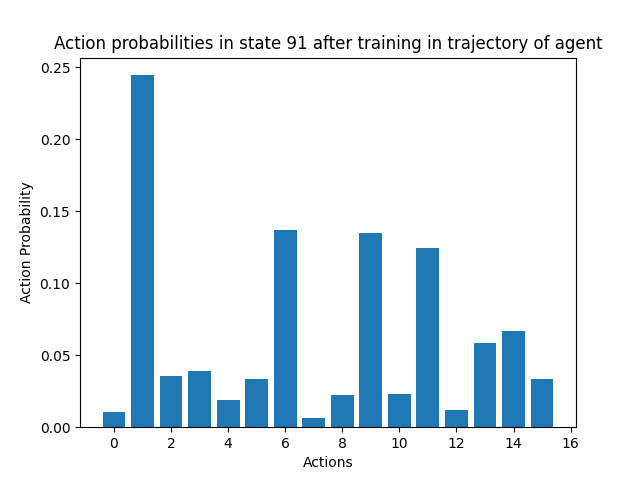 Action probabilities in state 91 after training in trajectory of agent
0.25
0.20
0.15
0.10
0.05
0.00
Action Probability
0 2 4 6 8 10 12 14 16
Actions